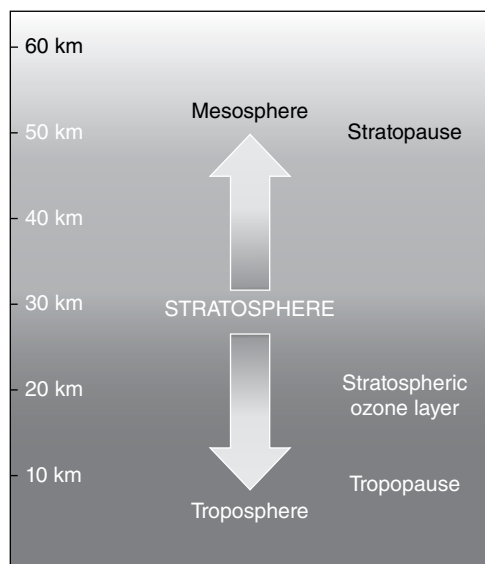 60 km
Mesosphere
50 km
Stratopause
40 km
30 km
STRATOSPHERE
Stratospheric
ozone layer
20 km
10 km
Tropopause
Troposphere